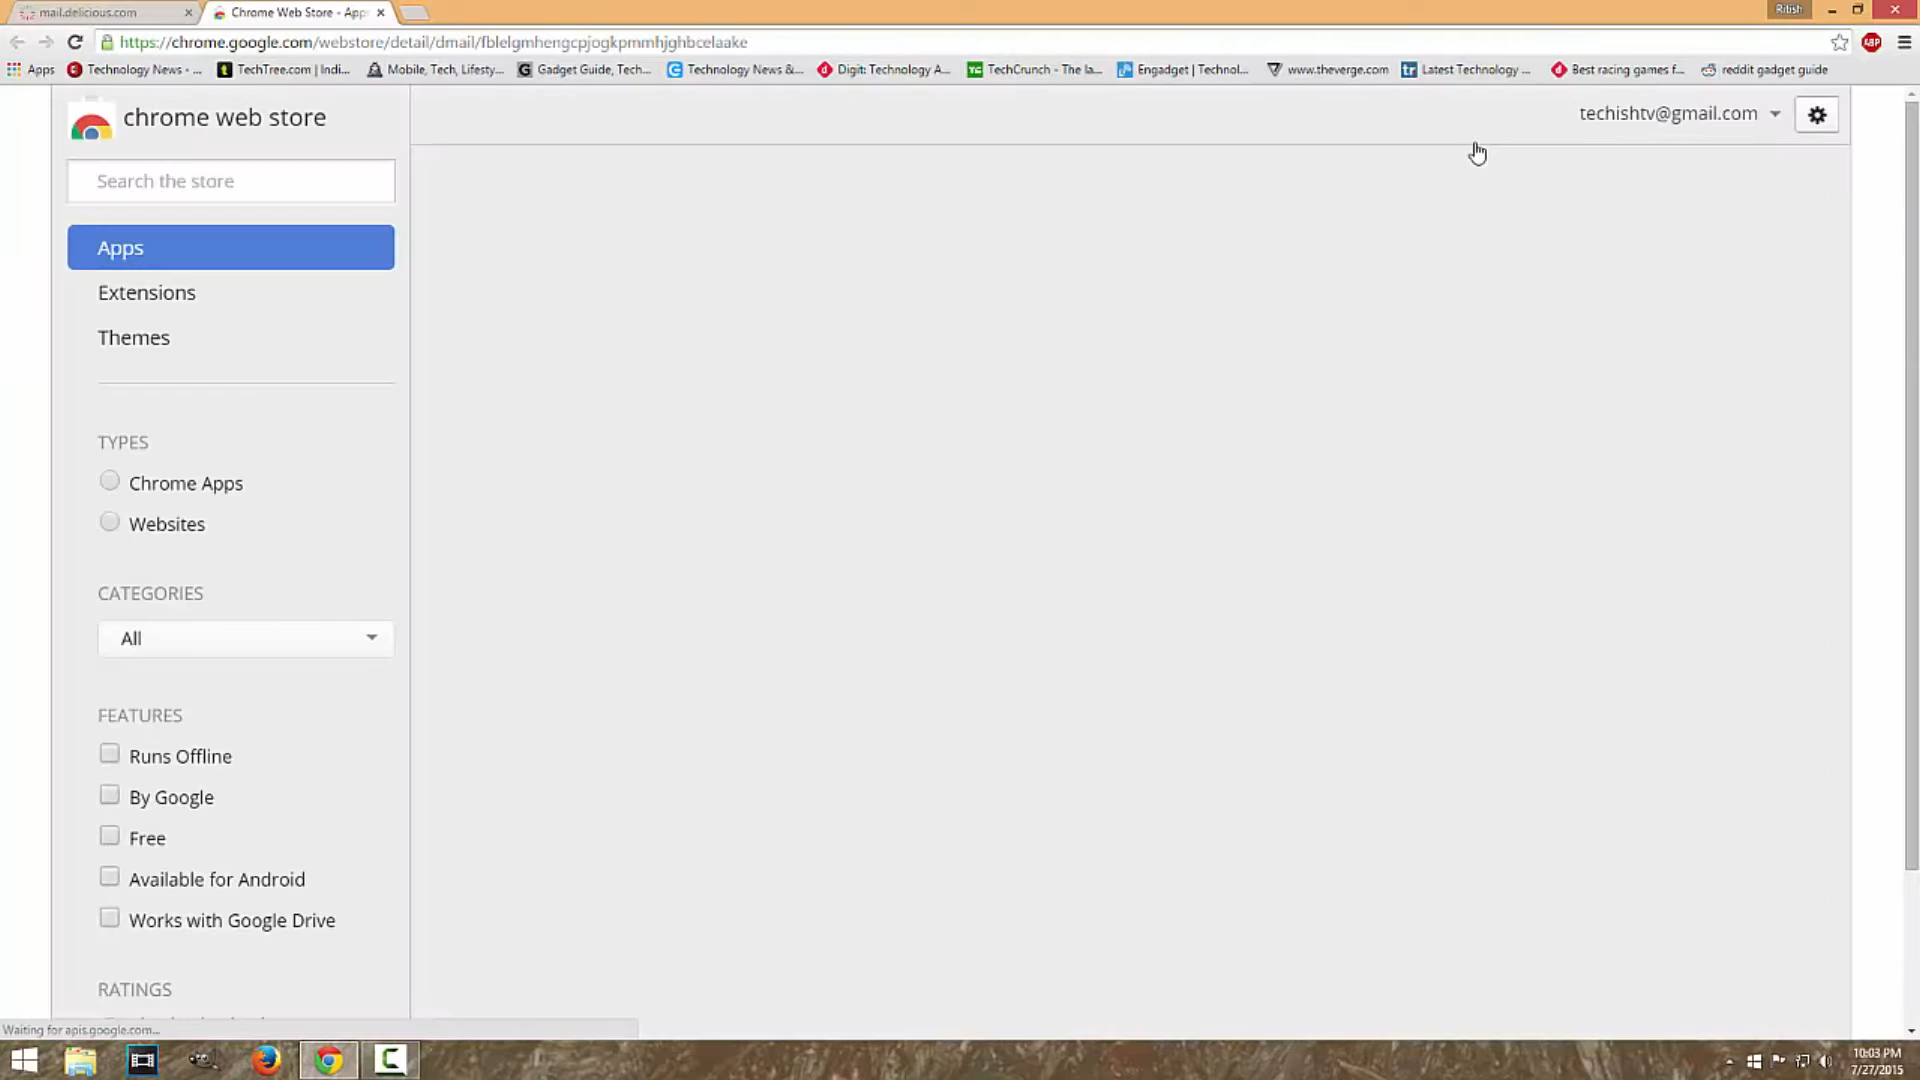 mail.delicious.com
Chrome Web Store - App
Ritish
https://chrome.google.com/webstore/detail/dmail/fblelgmhengcpjogkpmmhjghbcelaake
ABP
Apps
Technology News - ...
TechTree.com | Indi...
Mobile, Tech, Lifesty...
Gadget Guide, Tech...
Technology News &...
Digit: Technology A...
TechCrunch - The la...
Engadget | Technol...
www.theverge.com
Latest Technology ...
Best racing games f...
reddit gadget guide
chrome web store
techishtv@gmail.com
Search the store
Apps
Extensions
Themes
TYPES
Chrome Apps
Websites
CATEGORIES
All
FEATURES
Runs Offline
By Google
Free
Available for Android
Works with Google Drive
RATINGS
Waiting for apis.google.com...
10:03 PM
7/27/2015